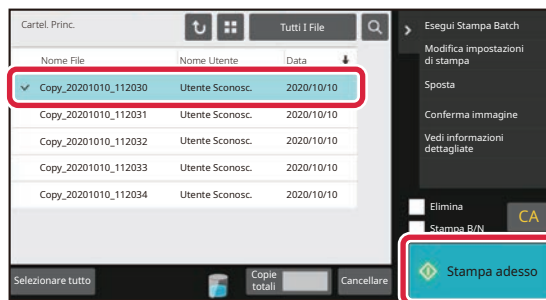 Cartel. Princ.
Tutti I File
Nome File Nome Utente Data
Copy_20201010_112030 Utente Sconosc. 2020/10/10
Copy_20201010_112031 Utente Sconosc. 2020/10/10
Copy_20201010_112032 Utente Sconosc. 2020/10/10
Copy_20201010_112033 Utente Sconosc. 2020/10/10
Copy_20201010_112034 Utente Sconosc. 2020/10/10
Selezionare tutto
Copie
totali
Cancellare
Esegui Stampa Batch
Modifica impostazioni
di stampa
Sposta
Conferma immagine
Vedi informazioni
dettagliate
Elimina
Stampa B/N
CA
Stampa adesso